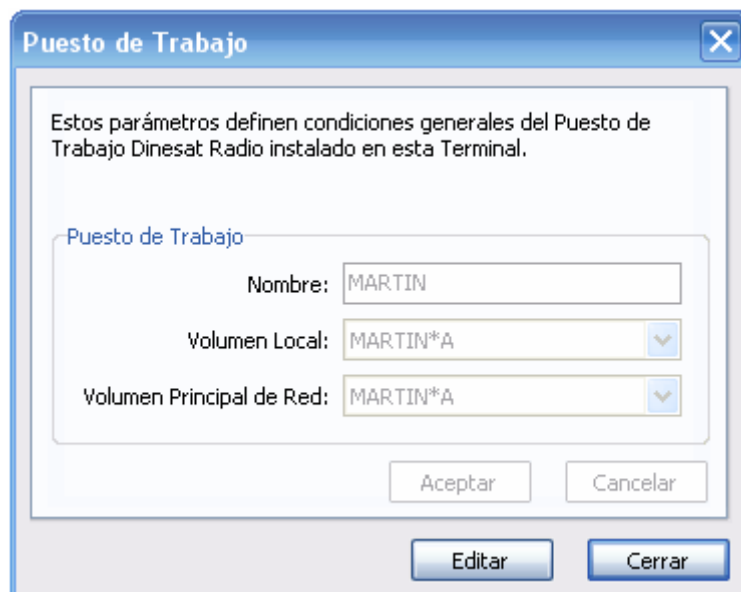 Puesto de Trabajo
Estos parámetros definen condiciones generales del Puesto de
Trabajo Dinesat Radio instalado en esta Terminal.
Puesto de Trabajo
Nombre: MARTIN
Volumen Local: MARTIN*A
Volumen Principal de Red: MARTIN*A
Aceptar Cancelar
Editar Cerrar